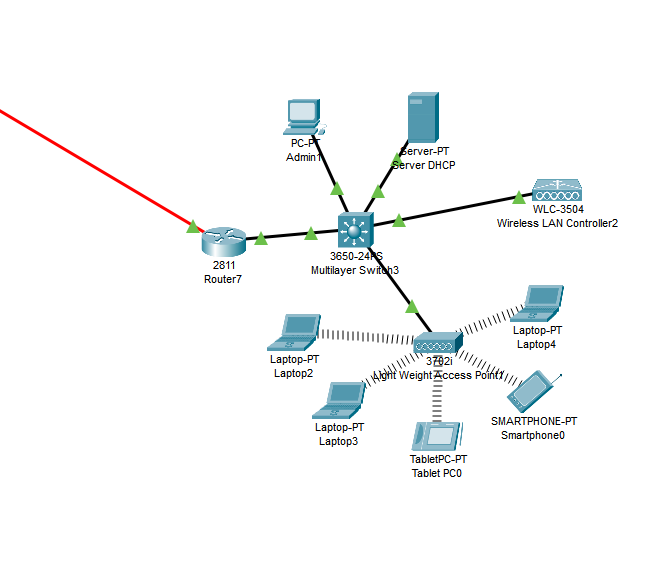 PC-PT
Admin1
Server-PT
Server DHCP
WLC-3504
Wireless LAN Controller2
2811
Router7
3650-24PS
Multilayer Switch3
Laptop-PT
Laptop4
Laptop-PT
Laptop2
3702i
Light Weight Access Point1
Laptop-PT
Laptop3
SMARTPHONE-PT
Smartphone0
TabletPC-PT
Tablet PC0